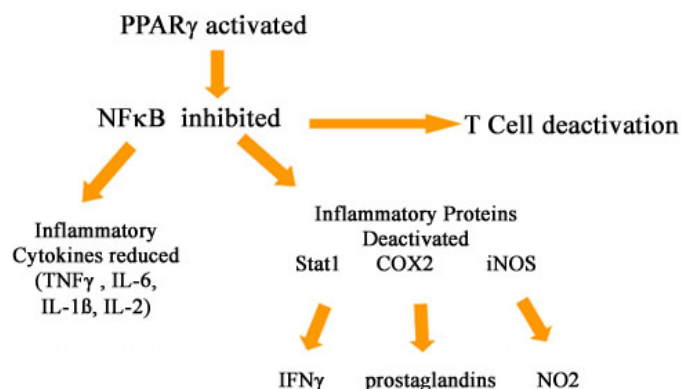 PPARγ activated
NFκB inhibited
T Cell deactivation
Inflammatory
Cytokines reduced
(TNFγ , IL-6,
IL-1ß, IL-2)
Inflammatory Proteins
Deactivated
Stat1 COX2 iNOS
IFNγ prostaglandins NO2